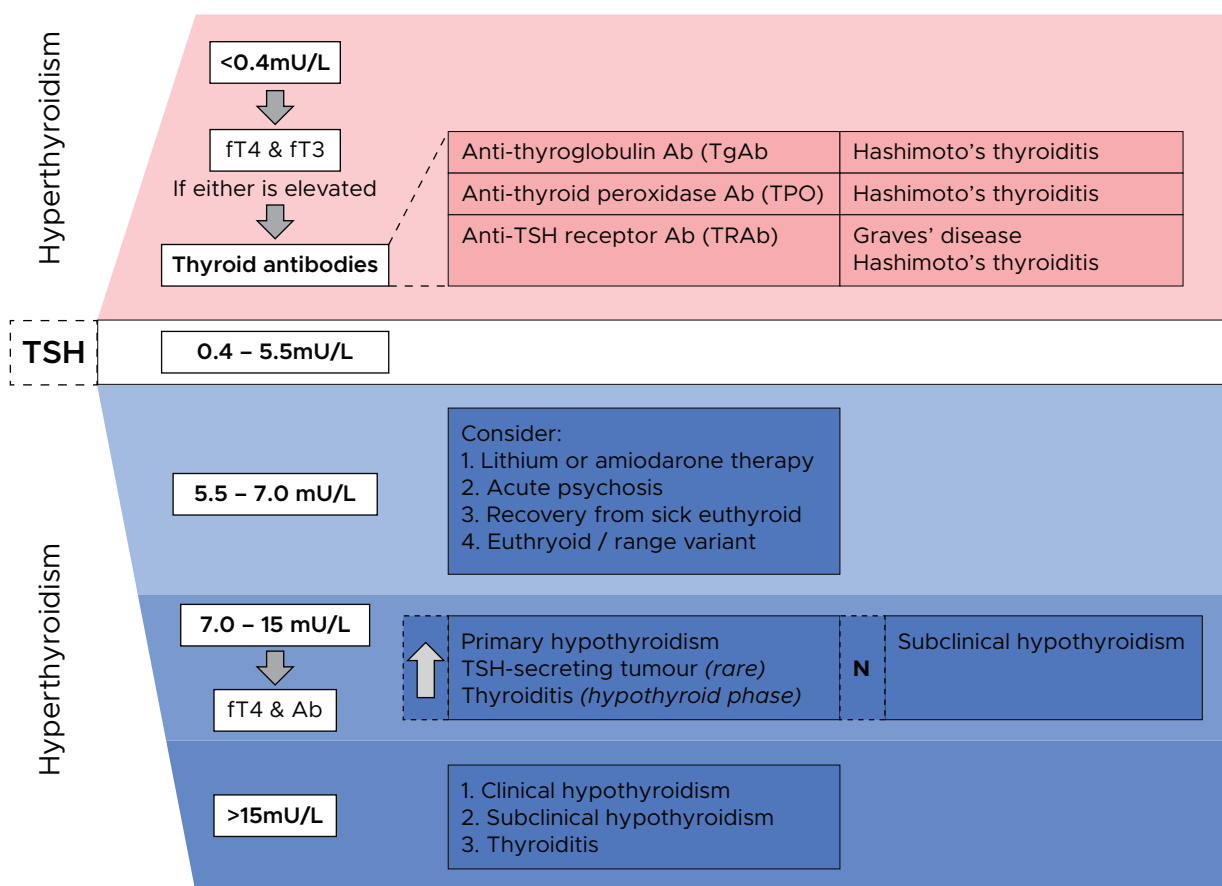 Hyperthyroidism
<0.4mU/L
fT4 & fT3
If either is elevated
Thyroid antibodies
Anti-thyroglobulin Ab (TgAb
Hashimoto's thyroiditis
Anti-thyroid peroxidase Ab (TPO)
Hashimoto's thyroiditis
Anti-TSH receptor Ab (TRAb)
Graves' disease
Hashimoto's thyroiditis
TSH
0.4 – 5.5mU/L
Hyperthyroidism
5.5 – 7.0 mU/L
Consider:
1. Lithium or amiodarone therapy
2. Acute psychosis
3. Recovery from sick euthyroid
4. Euthryoid / range variant
7.0 – 15 mU/L
fT4 & Ab
Primary hypothyroidism
TSH-secreting tumour (rare)
Thyroiditis (hypothyroid phase)
N
Subclinical hypothyroidism
>15mU/L
1. Clinical hypothyroidism
2. Subclinical hypothyroidism
3. Thyroiditis